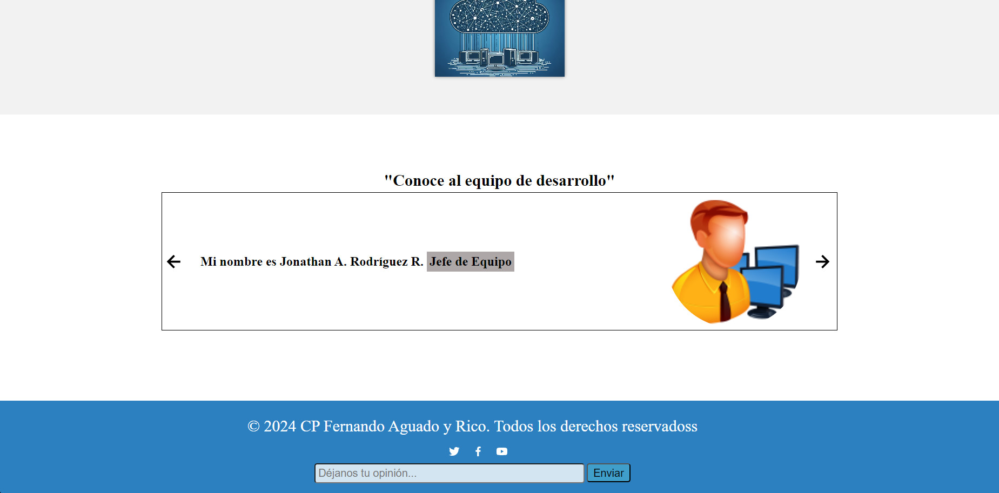 "Conoce al equipo de desarrollo"
Mi nombre es Jonathan A. Rodríguez R. Jefe de Equipo
© 2024 CP Fernando Aguado y Rico. Todos los derechos reservadoss
Déjanos tu opinión... Enviar